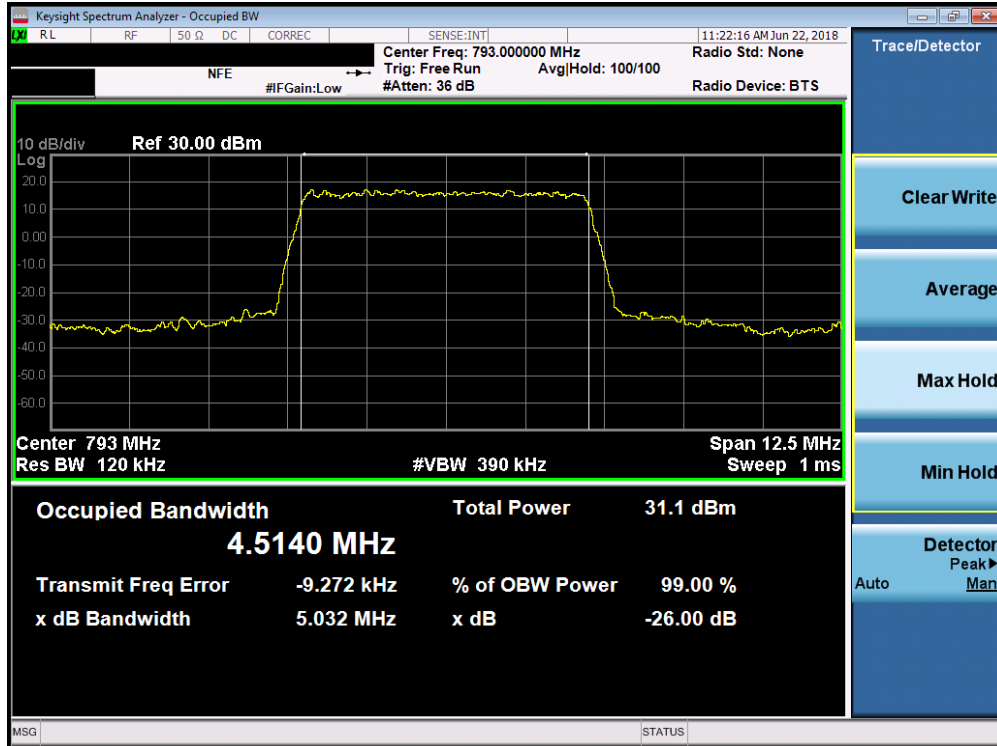 Keysight Spectrum Analyzer - Occupied BW
LXI RL RF 50 Ω DC CORREC SENSE:INT 11:22:16 AM Jun 22, 2018
Center Freq: 793.000000 MHz Radio Std: None
NFE Trig: Free Run Avg|Hold: 100/100
#IFGain:Low #Atten: 36 dB Radio Device: BTS
Trace/Detector
10 dB/div Ref 30.00 dBm
Log
20.0
10.0
0.00
-10.0
-20.0
-30.0
-40.0
-50.0
-60.0
Center 793 MHz Span 12.5 MHz
Res BW 120 kHz #VBW 390 kHz Sweep 1 ms
Occupied Bandwidth Total Power 31.1 dBm
4.5140 MHz
Transmit Freq Error -9.272 kHz % of OBW Power 99.00 %
x dB Bandwidth 5.032 MHz x dB -26.00 dB
Clear Write
Average
Max Hold
Min Hold
Detector
Peak
Auto Man
MSG STATUS